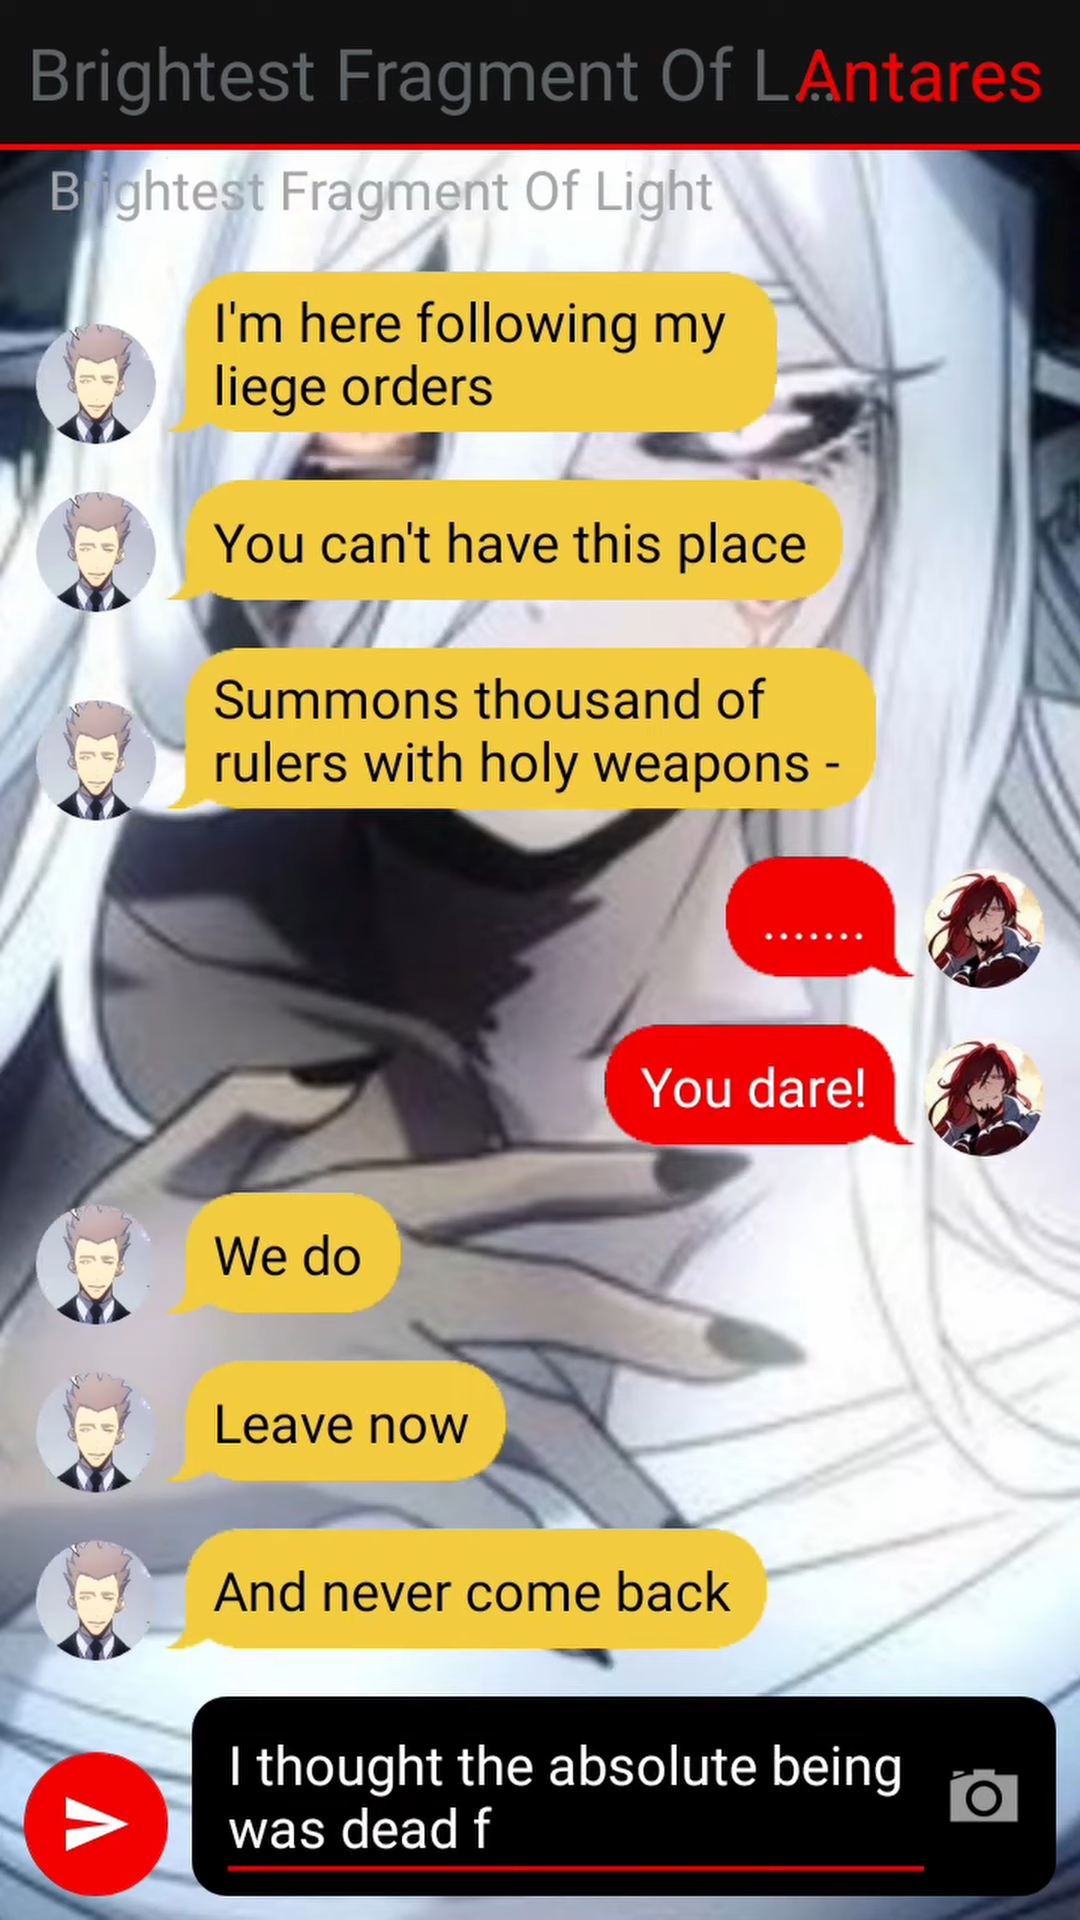 Brightest Fragment Of L... Antares
Brightest Fragment Of Light
I'm here following my
liege orders
You can't have this place
Summons thousand of
rulers with holy weapons -
.......
You dare!
We do
Leave now
And never come back
I thought the absolute being
was dead f